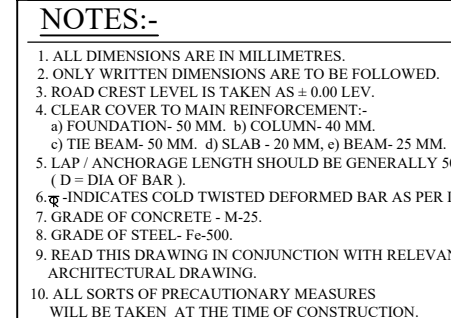 NOTES:-
1. ALL DIMENSIONS ARE IN MILLIMETRES.
2. ONLY WRITTEN DIMENSIONS ARE TO BE FOLLOWED.
3. ROAD CREST LEVEL IS TAKEN AS ± 0.00 LEV.
4. CLEAR COVER TO MAIN REINFORCEMENT:-
a) FOUNDATION- 50 MM. b) COLUMN- 40 MM.
c) TIE BEAM- 50 MM. d) SLAB - 20 MM, e) BEAM- 25 MM.
5. LAP / ANCHORAGE LENGTH SHOULD BE GENERALLY
( D = DIA OF BAR ).
6. -INDICATES COLD TWISTED DEFORMED BAR AS PER
7. GRADE OF CONCRETE - M-25.
8. GRADE OF STEEL- Fe-500.
9. READ THIS DRAWING IN CONJUNCTION WITH
ARCHITECTURAL DRAWING.
10. ALL SORTS OF PRECAUTIONARY MEASURES
WILL BE TAKEN AT THE TIME OF CONSTRUCTION.